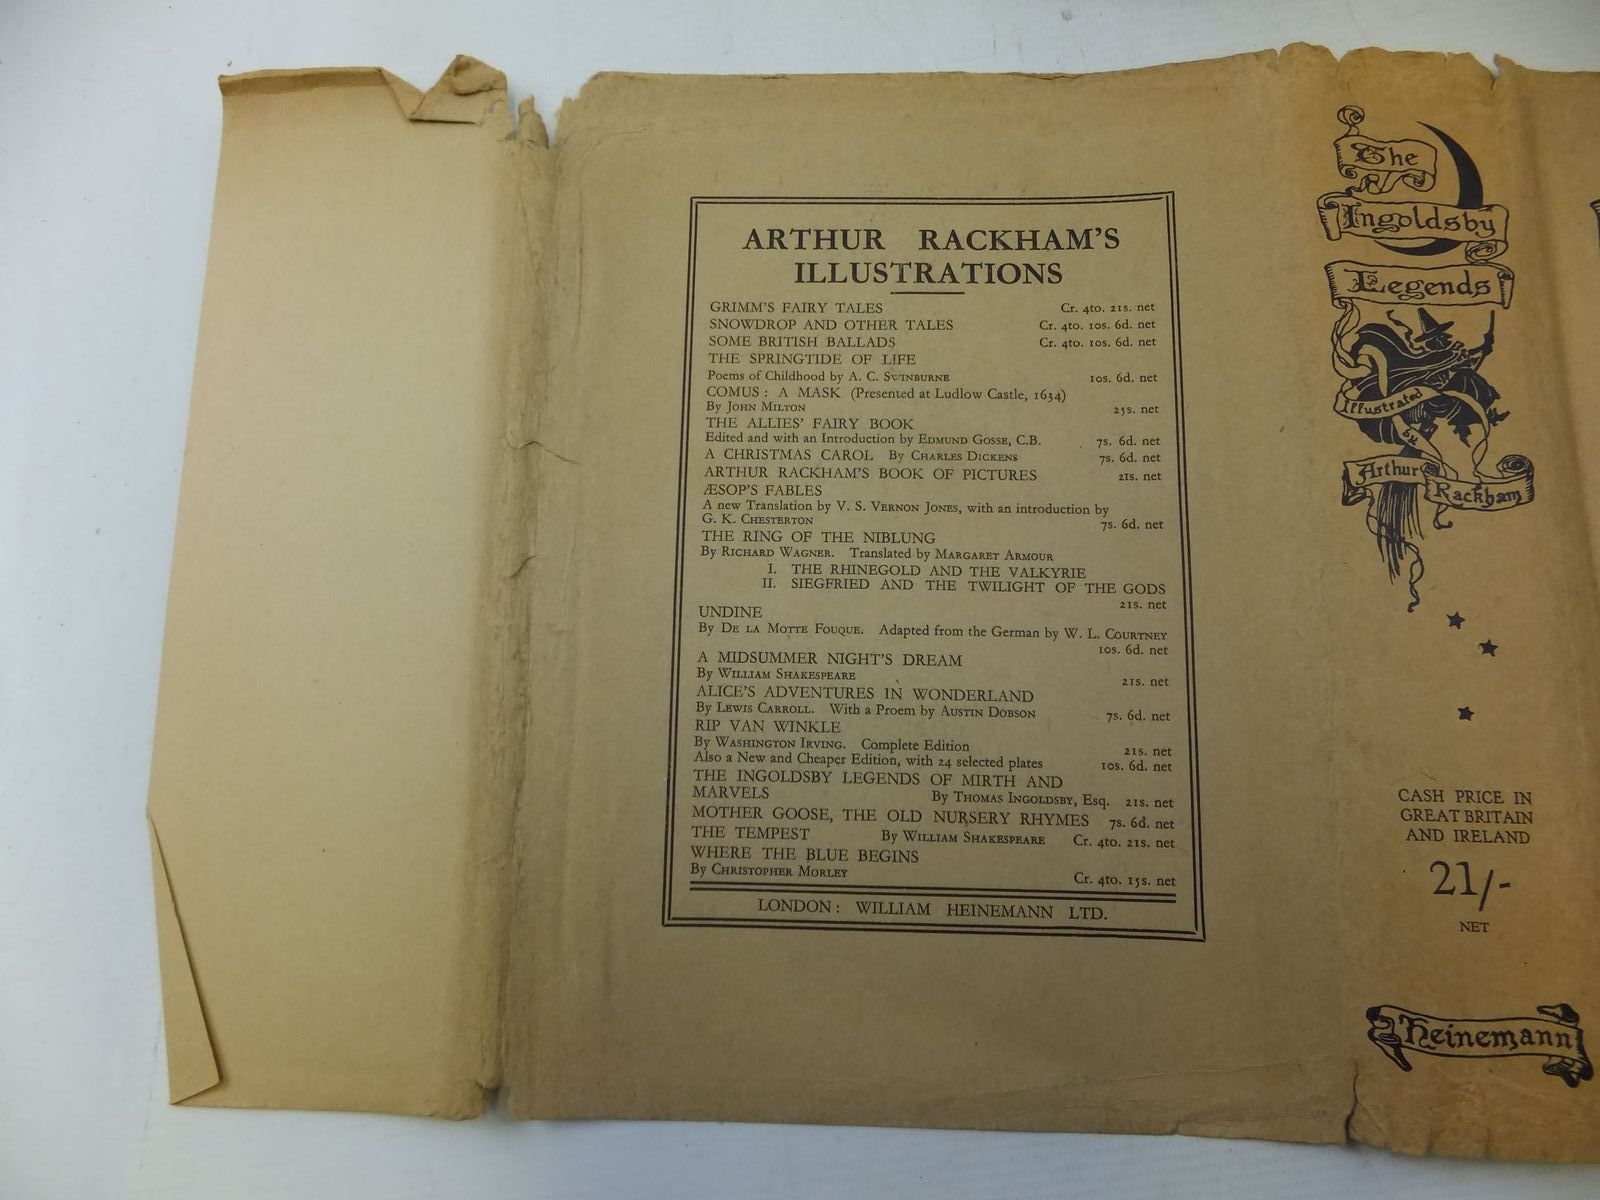 ARTHUR RACKHAM'S
ILLUSTRATIONS
GRIMM'S FAIRY TALES Cr. 4to. 21s. net
SNOWDROP AND OTHER TALES Cr. 4to. 10s. 6d. net
SOME BRITISH BALLADS Cr. 4to. 10s. 6d. net
THE SPRINGTIDE OF LIFE
Poems of Childhood by A. C. SWINBURNE 10s. 6d. net
COMUS: A MASK (Presented at Ludlow Castle, 1634)
By JOHN MILTON 25s. net
THE ALLIES' FAIRY BOOK
Edited and with an Introduction by EDMUND GOSSE, C.B. 7s. 6d. net
A CHRISTMAS CAROL By CHARLES DICKENS 7s. 6d. net
ARTHUR RACKHAM'S BOOK OF PICTURES 21s. net
ÆSOP'S FABLES
A new Translation by V. S. VERNON JONES, with an introduction by
G. K. CHESTERTON 7s. 6d. net
THE RING OF THE NIBLUNG
By RICHARD WAGNER. Translated by MARGARET ARMOUR
I. THE RHINEGOLD AND THE VALKYRIE
II. SIEGFRIED AND THE TWILIGHT OF THE GODS
21s. net
UNDINE
By DE LA MOTTE FOUQUE. Adapted from the German by W. L. COURTNEY
10s. 6d. net
A MIDSUMMER NIGHT'S DREAM
By WILLIAM SHAKESPEARE 21s. net
ALICE'S ADVENTURES IN WONDERLAND
By LEWIS CARROLL. With a Proem by AUSTIN DOBSON 7s. 6d. net
RIP VAN WINKLE
By WASHINGTON IRVING. Complete Edition 21s. net
Also a New and Cheaper Edition, with 24 selected plates 10s. 6d. net
THE INGOLDSBY LEGENDS OF MIRTH AND
MARVELS By THOMAS INGOLDSBY, Esq. 21s. net
MOTHER GOOSE, THE OLD NURSERY RHYMES 7s. 6d. net
THE TEMPEST By WILLIAM SHAKESPEARE Cr. 4to. 21s. net
WHERE THE BLUE BEGINS
By CHRISTOPHER MORLEY Cr. 4to. 15s. net
LONDON: WILLIAM HEINEMANN LTD.
The
Ingoldsby
Legends
Illustrated
by
Arthur
Rackham
CASH PRICE IN
GREAT BRITAIN
AND IRELAND
21/-
NET
Heinemann